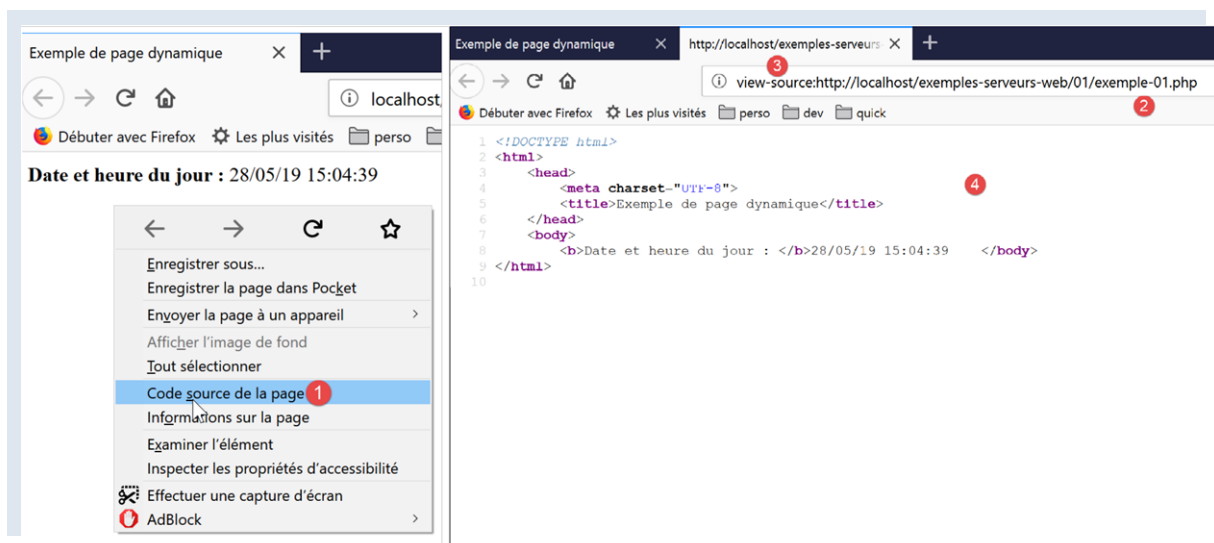 Exemple de page dynamique
localhost,
Débuter avec Firefox Les plus visités perso
Date et heure du jour : 28/05/19 15:04:39
Enregistrer sous...
Enregistrer la page dans Pocket
Envoyer la page à un appareil
Afficher l'image de fond
Tout sélectionner
Code source de la page 1
Informations sur la page
Examiner l'élément
Inspecter les propriétés d'accessibilité
Effectuer une capture d'écran
AdBlock
Exemple de page dynamique http://localhost/exemples-serveurs
3
view-source:http://localhost/exemples-serveurs-web/01/exemple-01.php
2
Débuter avec Firefox Les plus visités perso dev quick
1 <!DOCTYPE html>
2 <html>
3 <head>
4 <meta charset="UTF-8"> 4
5 <title>Exemple de page dynamique</title>
6 </head>
7 <body>
8 <b>Date et heure du jour : </b>28/05/19 15:04:39 </body>
9 </html>
10